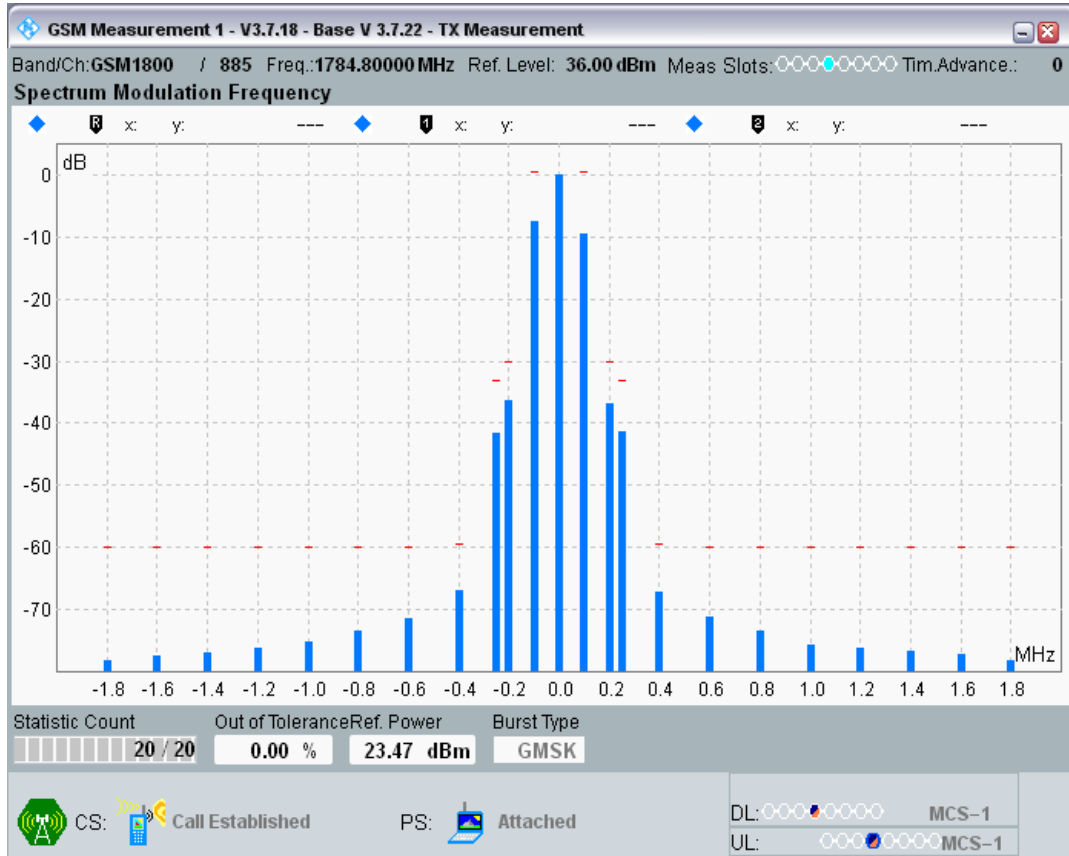 GSM Measurement 1 - V3.7.18 - Base V 3.7.22 - TX Measurement
Band/Ch:GSM1800 / 885 Freq.:1784.80000 MHz Ref. Level: 36.00 dBm Meas Slots: Tim.Advance.: 0
Spectrum Modulation Frequency
R x: y: --- 1 x: y: --- 2 x: y: ---
dB
0
-10
-20
-30
-40
-50
-60
-70
MHz
-1.8 -1.6 -1.4 -1.2 -1.0 -0.8 -0.6 -0.4 -0.2 0.0 0.2 0.4 0.6 0.8 1.0 1.2 1.4 1.6 1.8
Statistic Count Out of Tolerance Ref. Power Burst Type
20 / 20 0.00 % 23.47 dBm GMSK
CS: Call Established PS: Attached
DL: MCS-1
UL: MCS-1